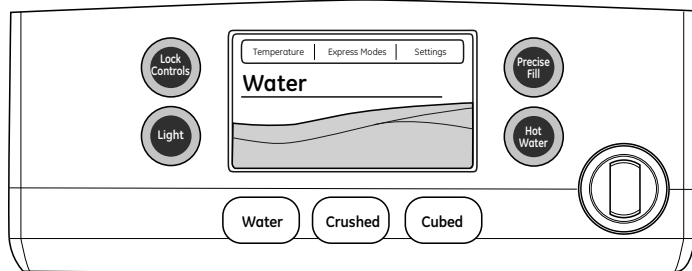 Lock
Controls
Light
Temperature Express Modes Settings
Water
Precise
Fill
Hot
Water
Water Crushed Cubed